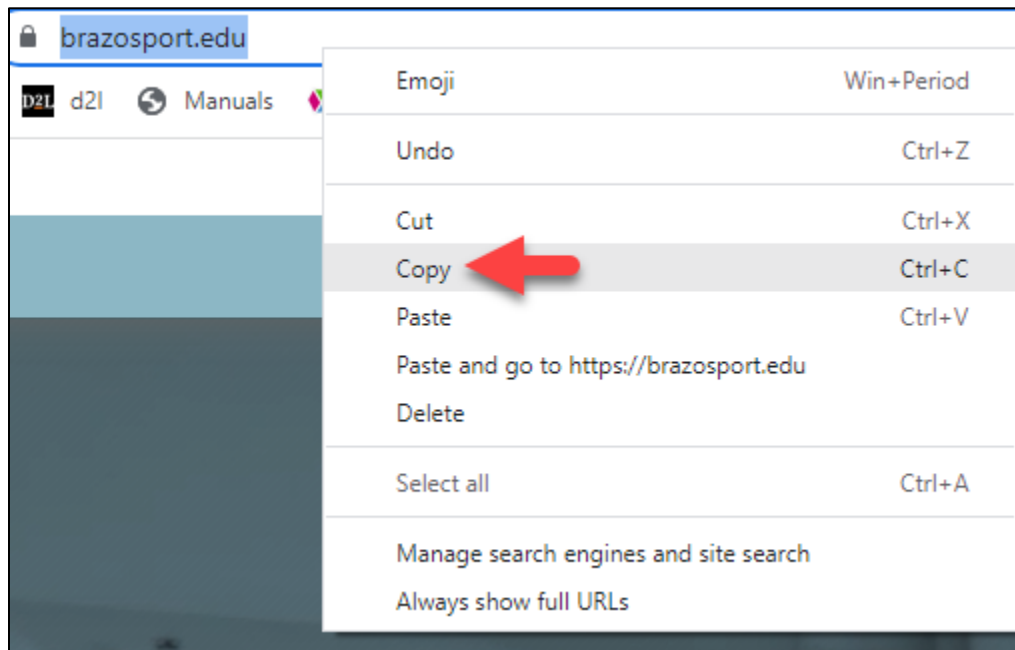 brazosport.edu
D2L d2l Manuals
Emoji Win+Period
Undo Ctrl+Z
Cut Ctrl+X
Copy Ctrl+C
Paste Ctrl+V
Paste and go to https://brazosport.edu
Delete
Select all Ctrl+A
Manage search engines and site search
Always show full URLs